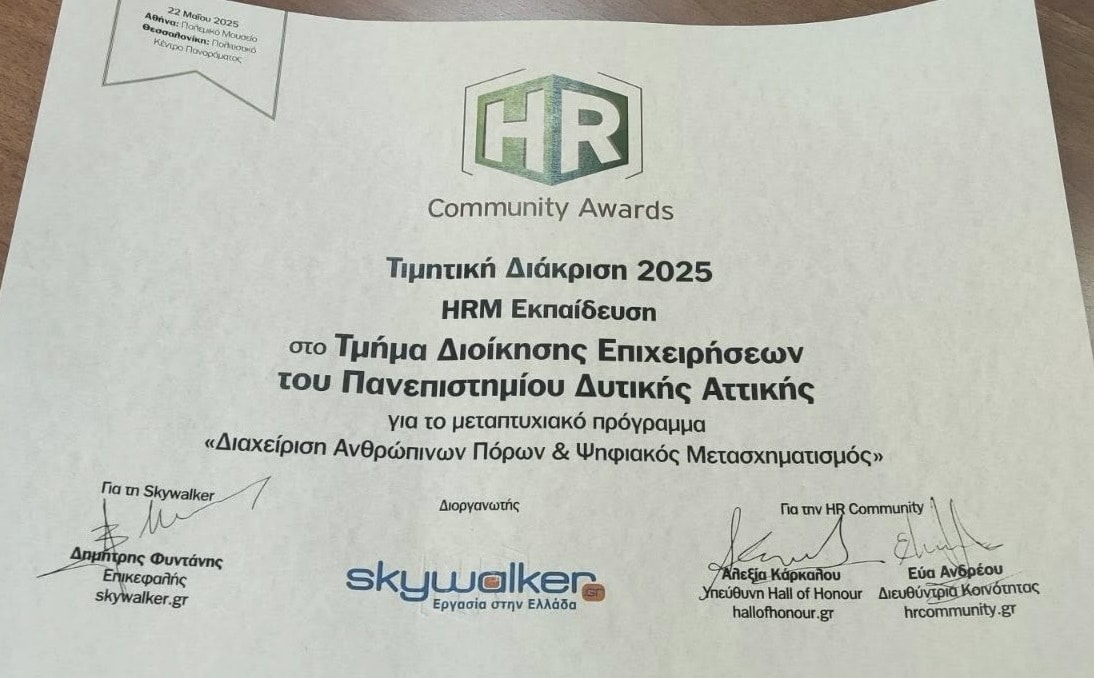 22 Μαΐου 2025
Αθήνα: Πολεμικό Μουσείο
Θεσσαλονίκη: Πολιτιστικό
Κέντρο Πανοράματος
HR
Community Awards
Τιμητική Διάκριση 2025
HRM Εκπαίδευση
στο Τμήμα Διοίκησης Επιχειρήσεων
του Πανεπιστημίου Δυτικής Αττικής
για το μεταπτυχιακό πρόγραμμα
«Διαχείριση Ανθρώπινων Πόρων & Ψηφιακός Μετασχηματισμός»
Για τη Skywalker
Δημήτρης Φυντάνης
Επικεφαλής
skywalker.gr
Διοργανωτής
skywalker.GR
Εργασία στην Ελλάδα
Για την HR Community
Αλεξία Κάρκαλου
Υπεύθυνη Hall of Honour
hallofhonour.gr
Εύα Ανδρέου
Διευθύντρια Κοινότητας
hrcommunity.gr